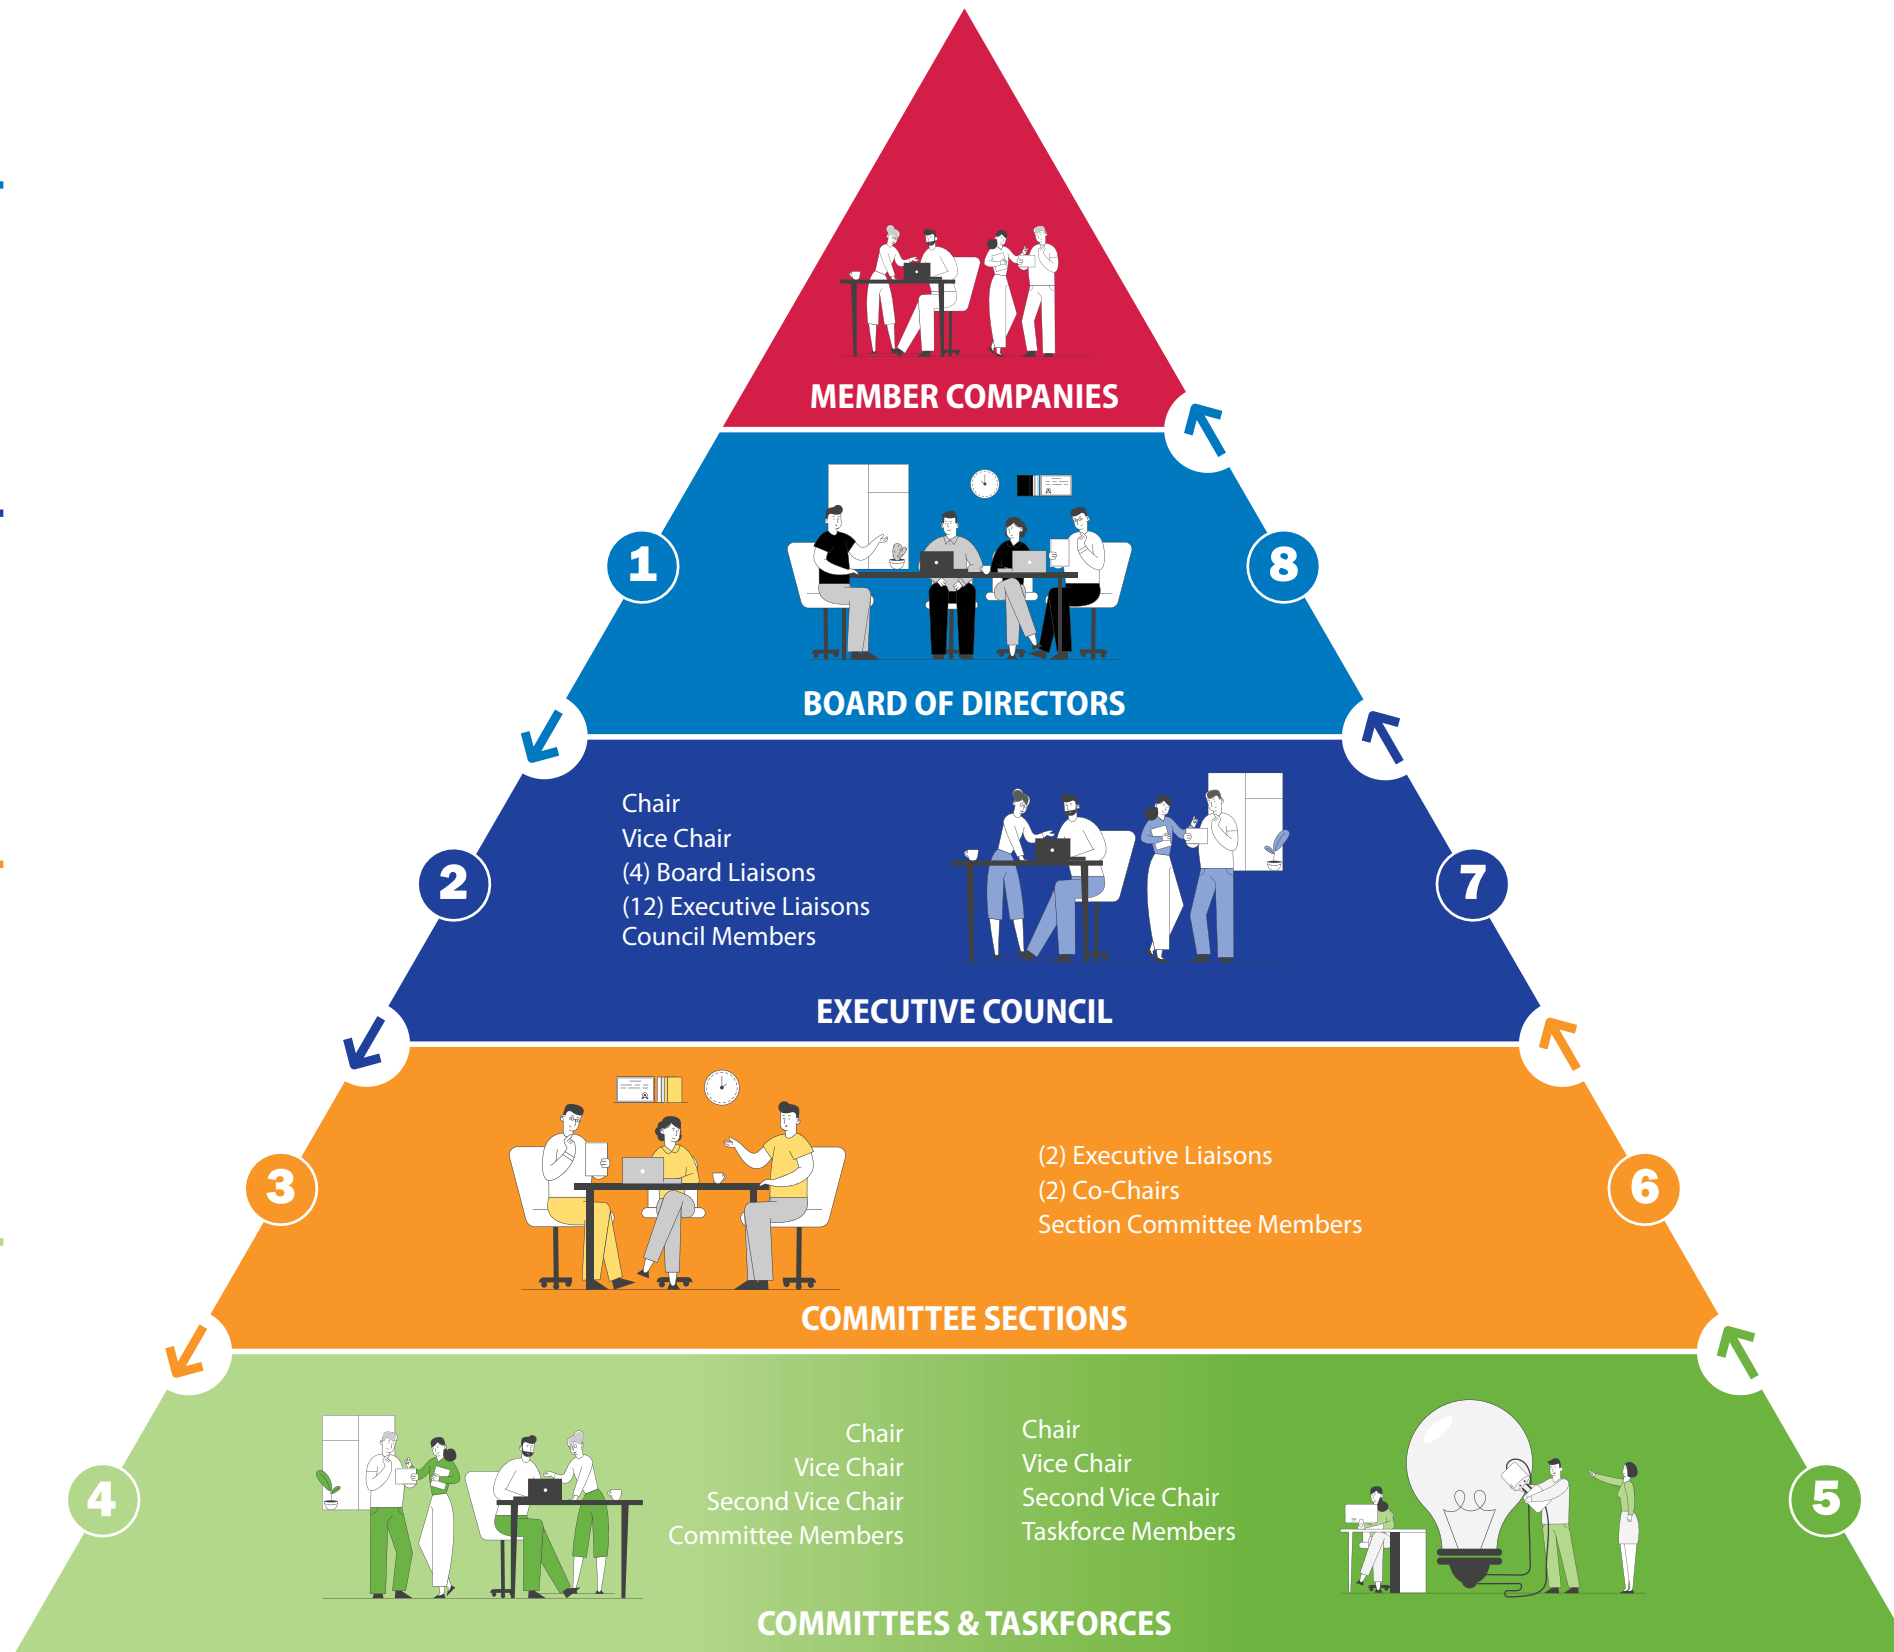 MEMBER COMPANIES
1
8
BOARD OF DIRECTORS
Chair
Vice Chair
(4) Board Liaisons
(12) Executive Liaisons
Council Members
2
7
EXECUTIVE COUNCIL
(2) Executive Liaisons
(2) Co-Chairs
Section Committee Members
3
6
COMMITTEE SECTIONS
4
Chair
Vice Chair
Second Vice Chair
Committee Members
Chair
Vice Chair
Second Vice Chair
Taskforce Members
5
COMMITTEES & TASKFORCES